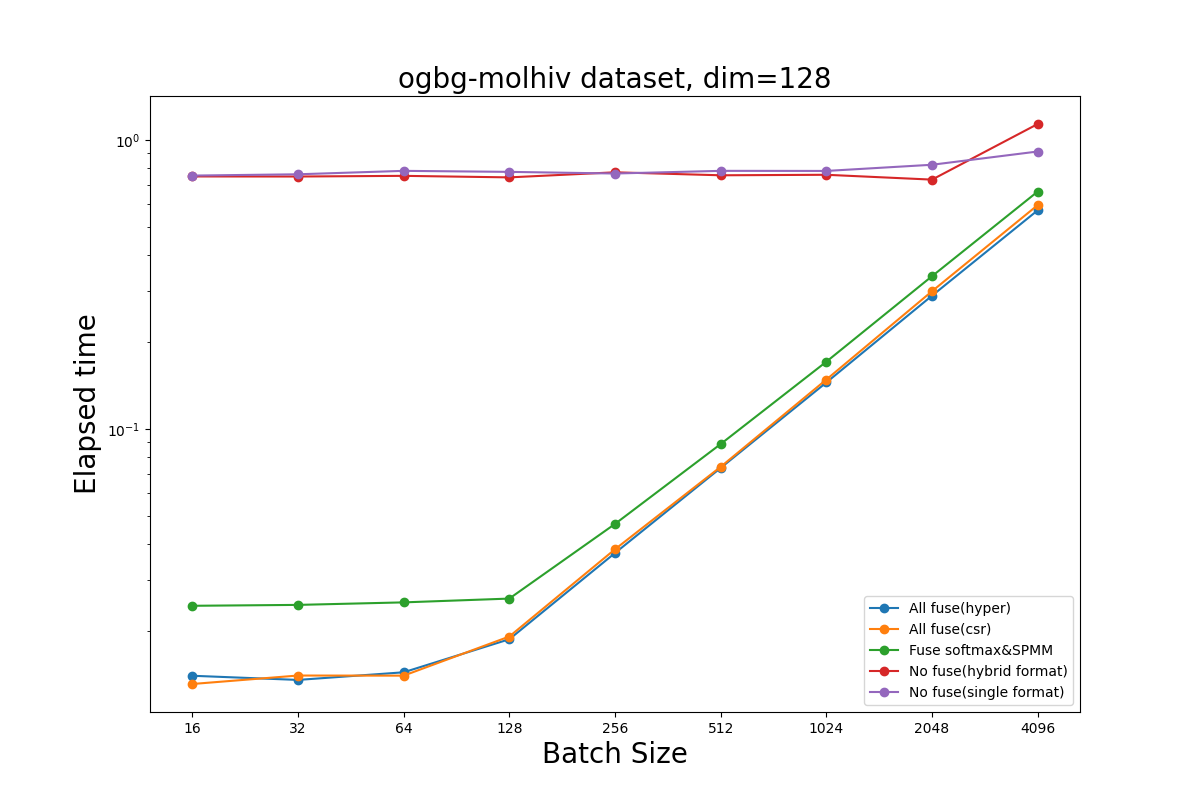 ogbg-molhiv dataset, dim=128
Elapsed time
10⁰
10⁻¹
All fuse(hyper)
All fuse(csr)
Fuse softmax&SPMM
No fuse(hybrid format)
No fuse(single format)
16 32 64 128 256 512 1024 2048 4096
Batch Size